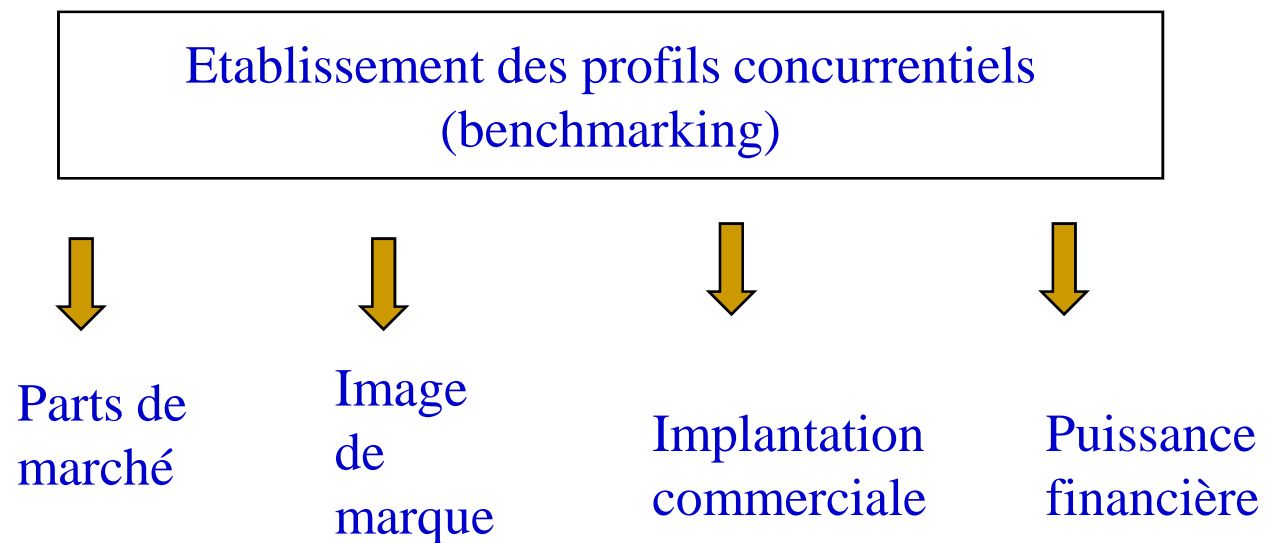 Etablissement des profils concurrentiels
(benchmarking)
Parts de
marché
Image
de
marque
Implantation
commerciale
Puissance
financière